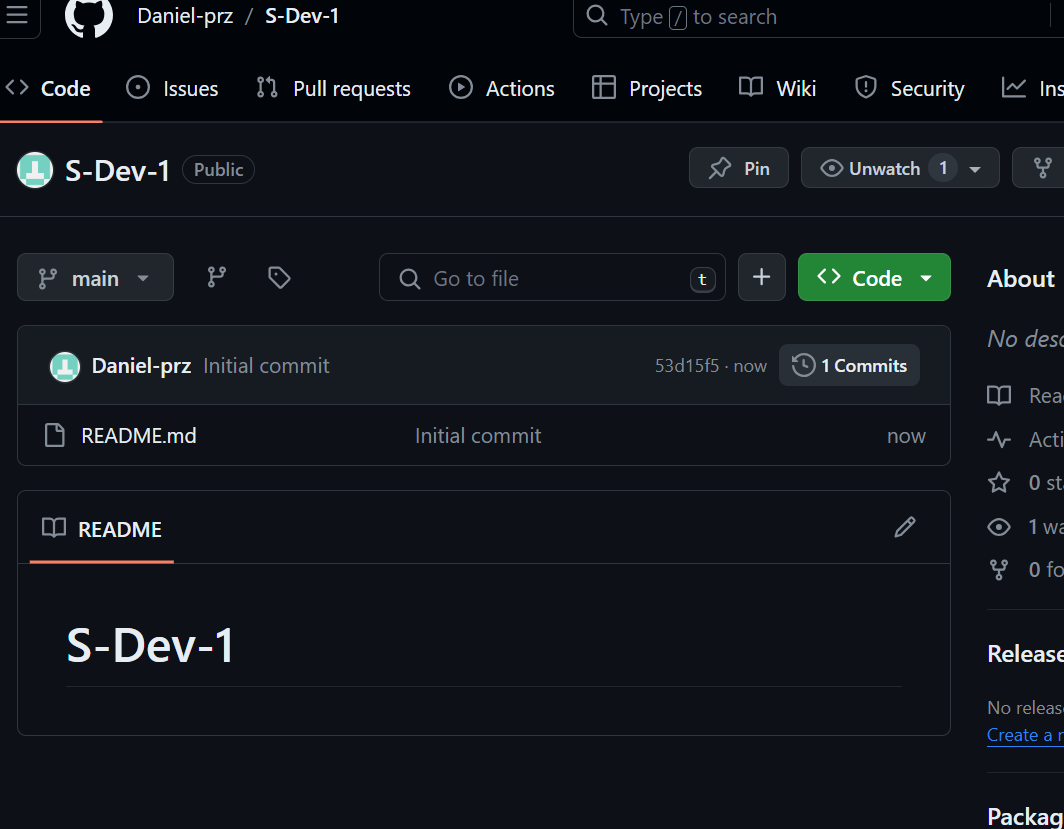 Daniel-prz / S-Dev-1
Type / to search
<> Code
Issues
Pull requests
Actions
Projects
Wiki
Security
Ins
S-Dev-1 Public
Pin
Unwatch 1
main
Go to file t
+
<> Code
About
Daniel-prz Initial commit
53d15f5 · now
1 Commits
No desc
README.md Initial commit now
Rea
Acti
0 sta
1 wa
0 fo
README
S-Dev-1
Release
No releas
Create a n
Packag